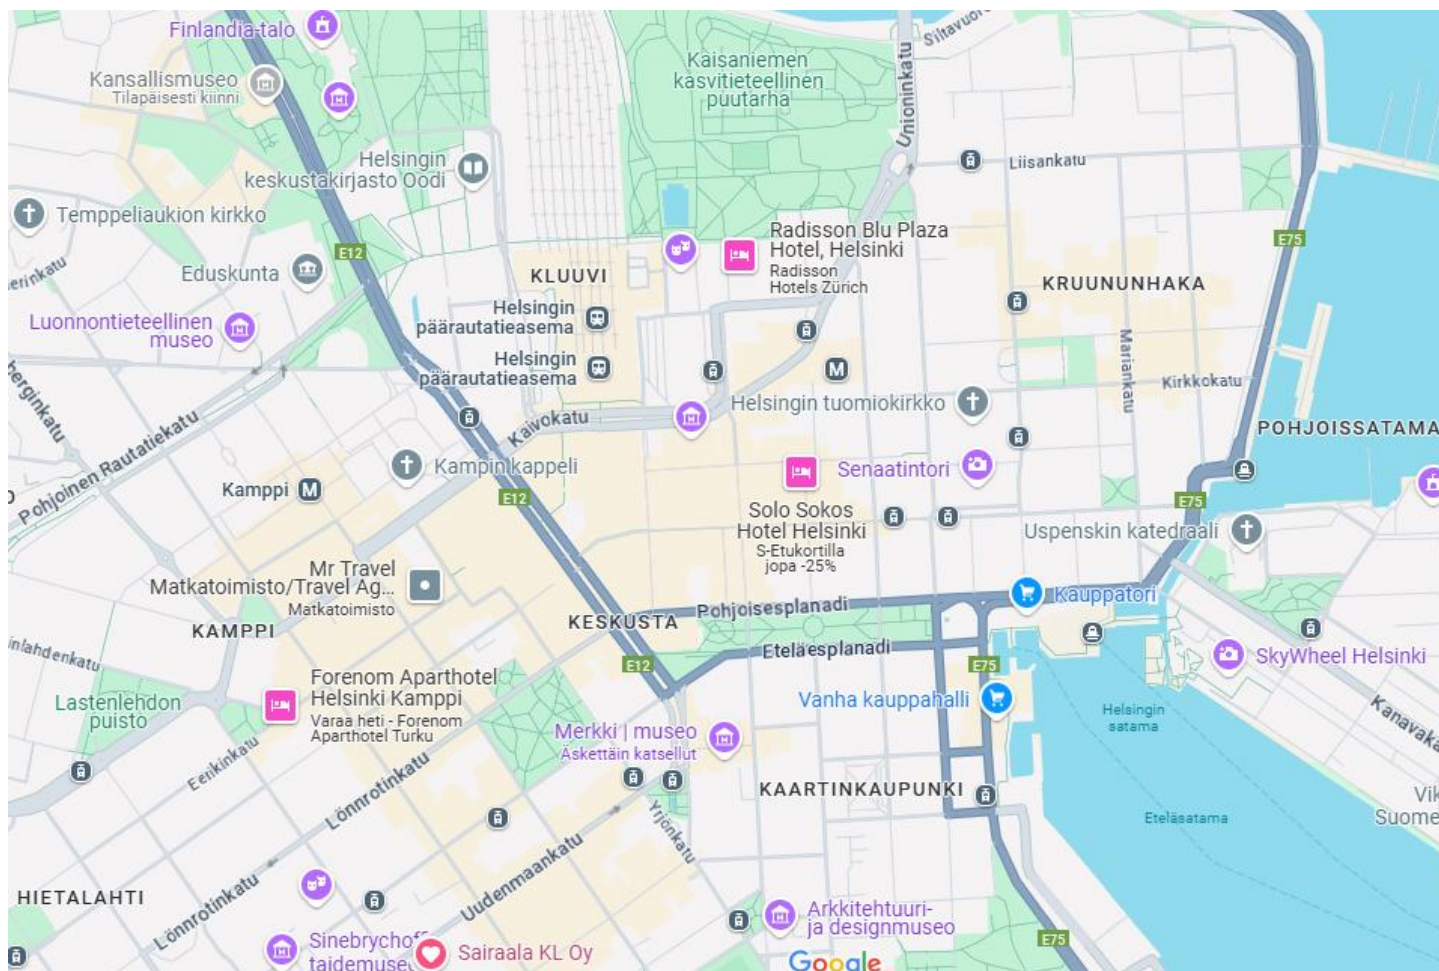 Finlandia-talo
Kansallismuseo
Tilapäisesti kiinni
Kaisaniemen
kasvitieteellinen
puutarha
Unioninkatu
Helsingin
keskustakirjasto Oodi
Liisankatu
Temppeliaukion kirkko
Radisson Blu Plaza
Hotel, Helsinki
Radisson
Hotels Zürich
E12
E75
Eduskunta
KLUUVI
KRUUNUNHAKA
Helsingin
päärautatieasema
Luonnontieteellinen
museo
Mariankatu
Helsingin
päärautatieasema
M
Kirkkokatu
Helsingin tuomiokirkko
Kaivokatu
POHJOISSATAMA
Pohjoinen Rautatiekatu
Kampin kappeli
Senaatintori
Kamppi M
E12
E75
Solo Sokos
Hotel Helsinki
S-Etukortilla
jopa -25%
Uspenskin katedraali
Mr Travel
Matkatoimisto/Travel Ag...
Matkatoimisto
Kauppatori
Pohjoisesplanadi
KESKUSTA
KAMPPI
Eteläesplanadi
E12
E75
SkyWheel Helsinki
Forenom Aparthotel
Helsinki Kamppi
Varaa heti - Forenom
Aparthotel Turku
Lastenlehdon
puisto
Vanha kauppahalli
Helsingin
satama
Merkki | museo
Äskettäin katsellut
Eerikinkatu
Lönnrotinkatu
KAARTINKAUPUNKI
Eteläsatama
Yrjönkatu
Uudenmaankatu
HIETALAHTI
Lönnrotinkatu
Arkkitehtuuri-
ja designmuseo
Sairaala KL Oy
E75
Google